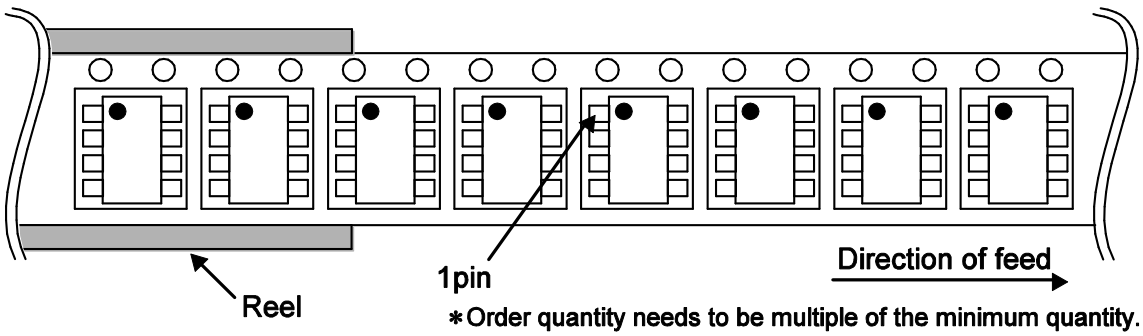 Direction of feed
1pin
Reel
*Order quantity needs to be multiple of the minimum quantity.